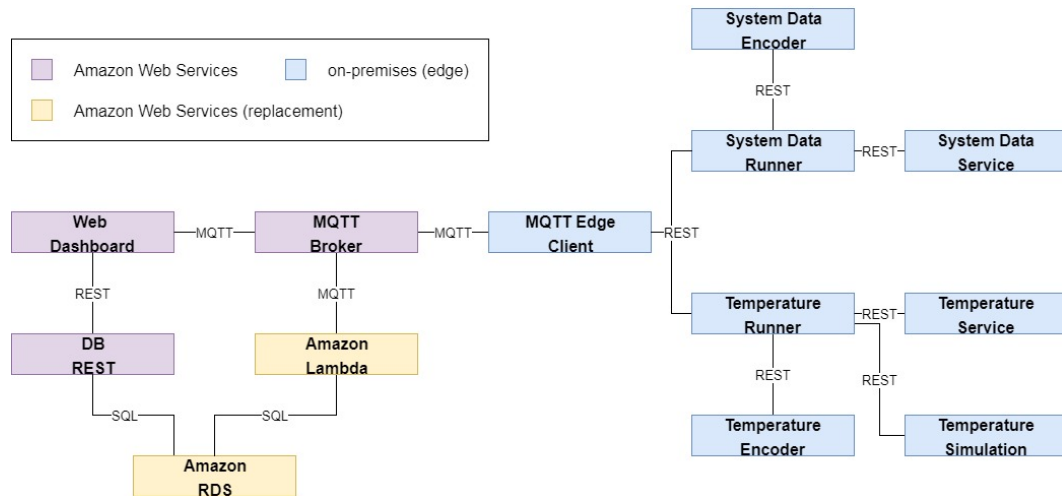 System Data
Encoder
Amazon Web Services
on-premises (edge)
Amazon Web Services (replacement)
REST
System Data
Runner
REST
System Data
Service
Web
Dashboard
MQTT
MQTT
Broker
MQTT
MQTT Edge
Client
REST
REST
MQTT
Temperature
Runner
REST
Temperature
Service
DB
REST
Amazon
Lambda
REST
REST
SQL
SQL
Temperature
Encoder
Temperature
Simulation
Amazon
RDS